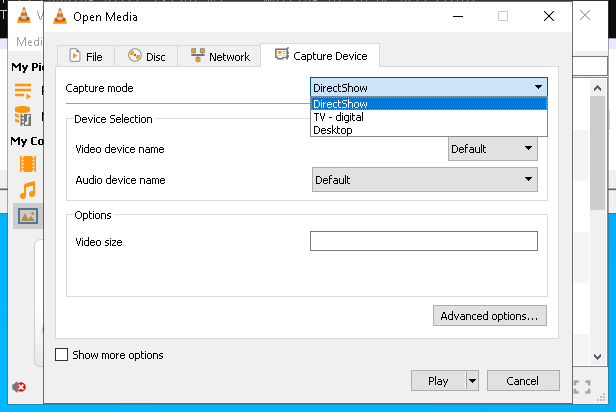 Open Media
Medi
File
Disc
Network
Capture Device
My Pi
Capture mode
DirectShow
DirectShow
TV - digital
Desktop
Device Selection
My Co
Video device name
Default
Audio device name
Default
Options
Video size
Advanced options...
Show more options
Play
Cancel